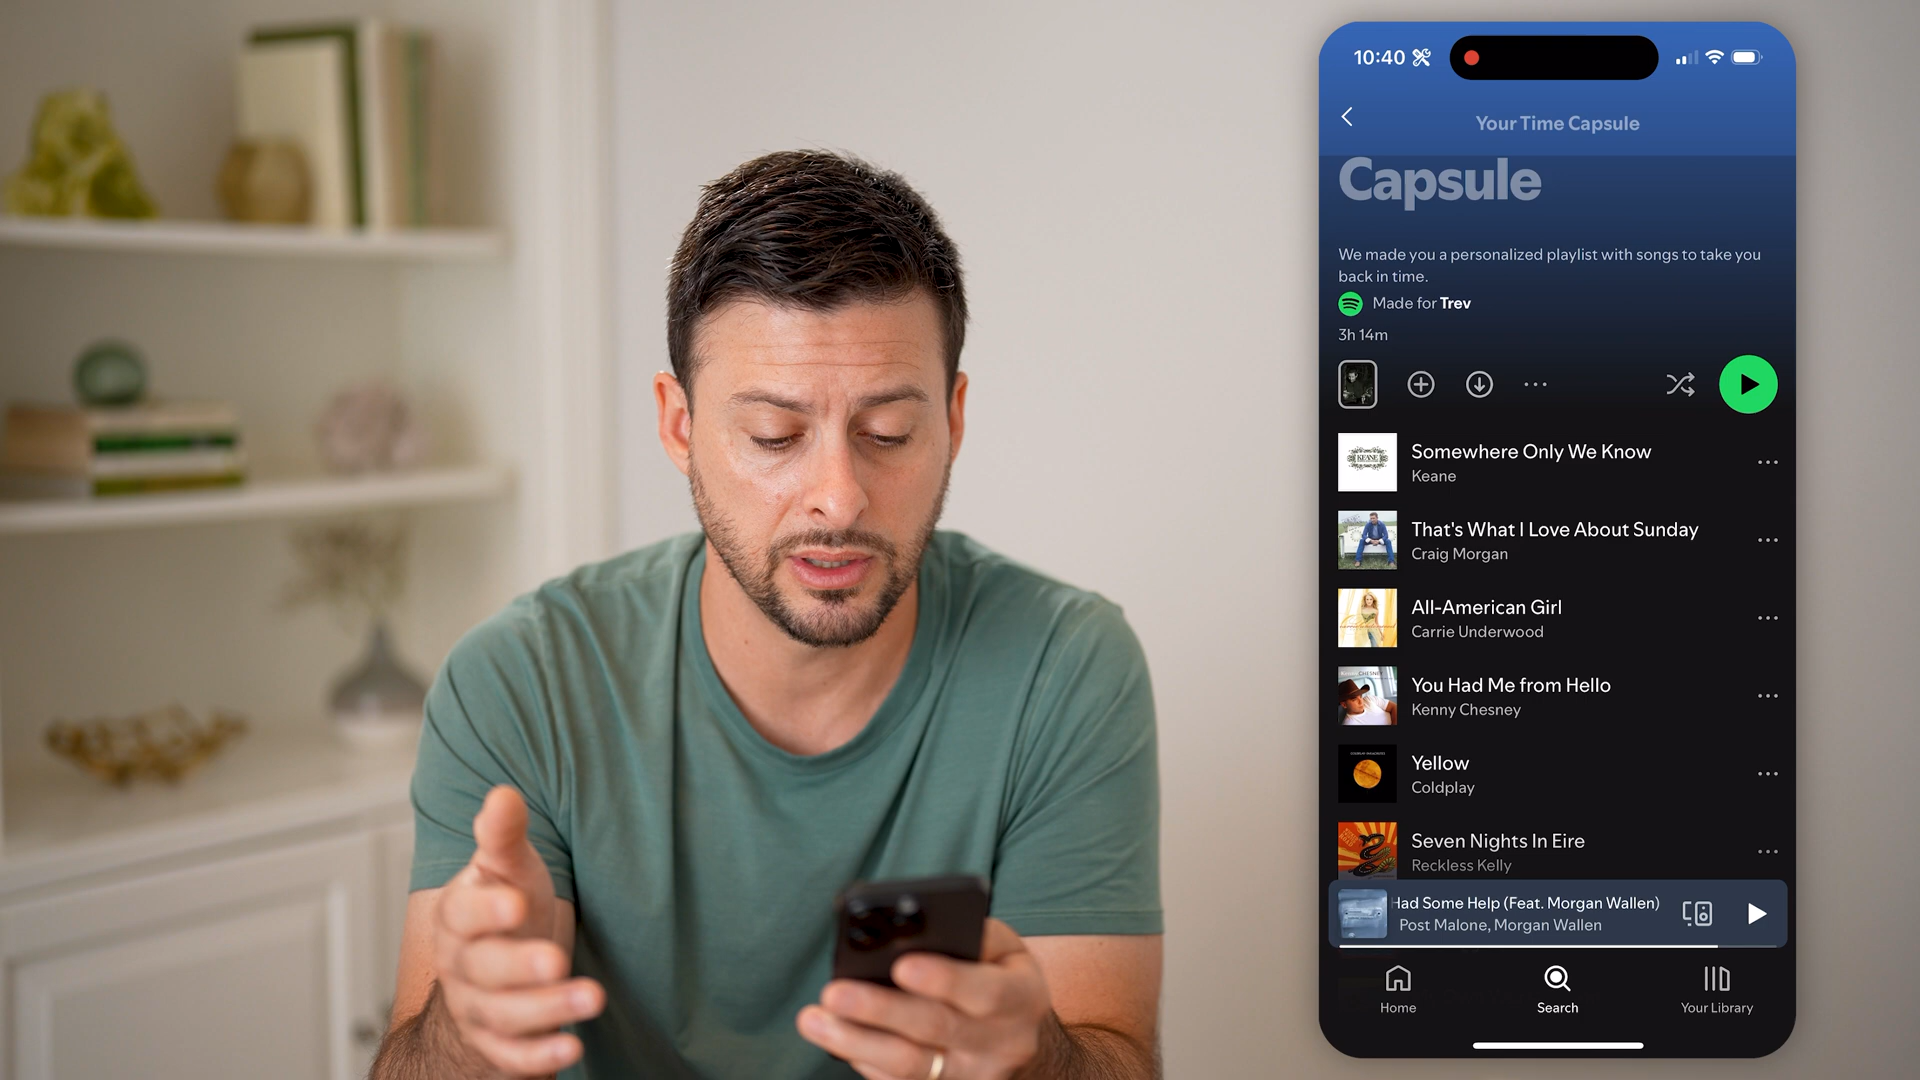 10:40
Your Time Capsule
Capsule
We made you a personalized playlist with songs to take you
back in time.
Made for Trev
3h 14m
KEANE
Somewhere Only We Know
Keane
That's What I Love About Sunday
Craig Morgan
All-American Girl
Carrie Underwood
You Had Me from Hello
Kenny Chesney
Yellow
Coldplay
Seven Nights In Eire
Reckless Kelly
Had Some Help (Feat. Morgan Wallen)
Post Malone, Morgan Wallen
Home
Search
Your Library